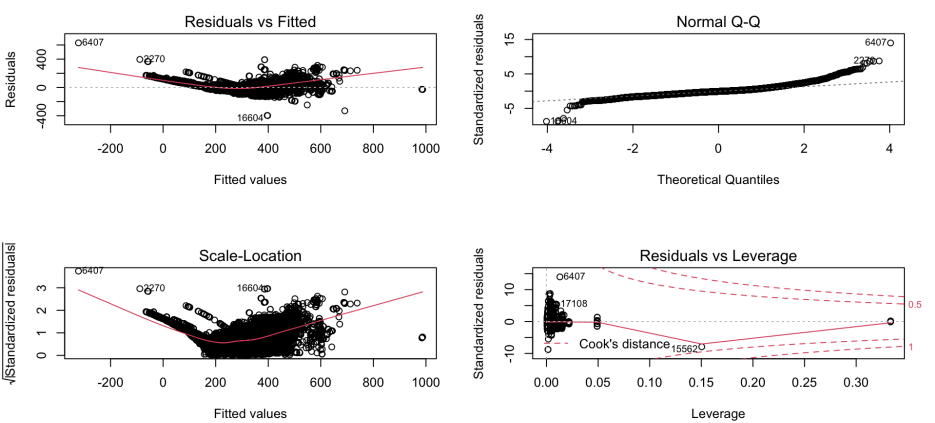 Residuals vs Fitted
Residuals
400
0
-400
6407
2270
16604
-200 0 200 400 600 800 1000
Fitted values
Normal Q-Q
Standardized residuals
15
5
-5
6407
-4 -2 0 2 4
Theoretical Quantiles
Scale-Location
√|Standardized residuals|
3
2
1
0
6407
2270
16604
-200 0 200 400 600 800 1000
Fitted values
Residuals vs Leverage
Standardized residuals
10
0
-10
6407
17108
15562
Cook's distance
0.5
1
0.00 0.05 0.10 0.15 0.20 0.25 0.30
Leverage